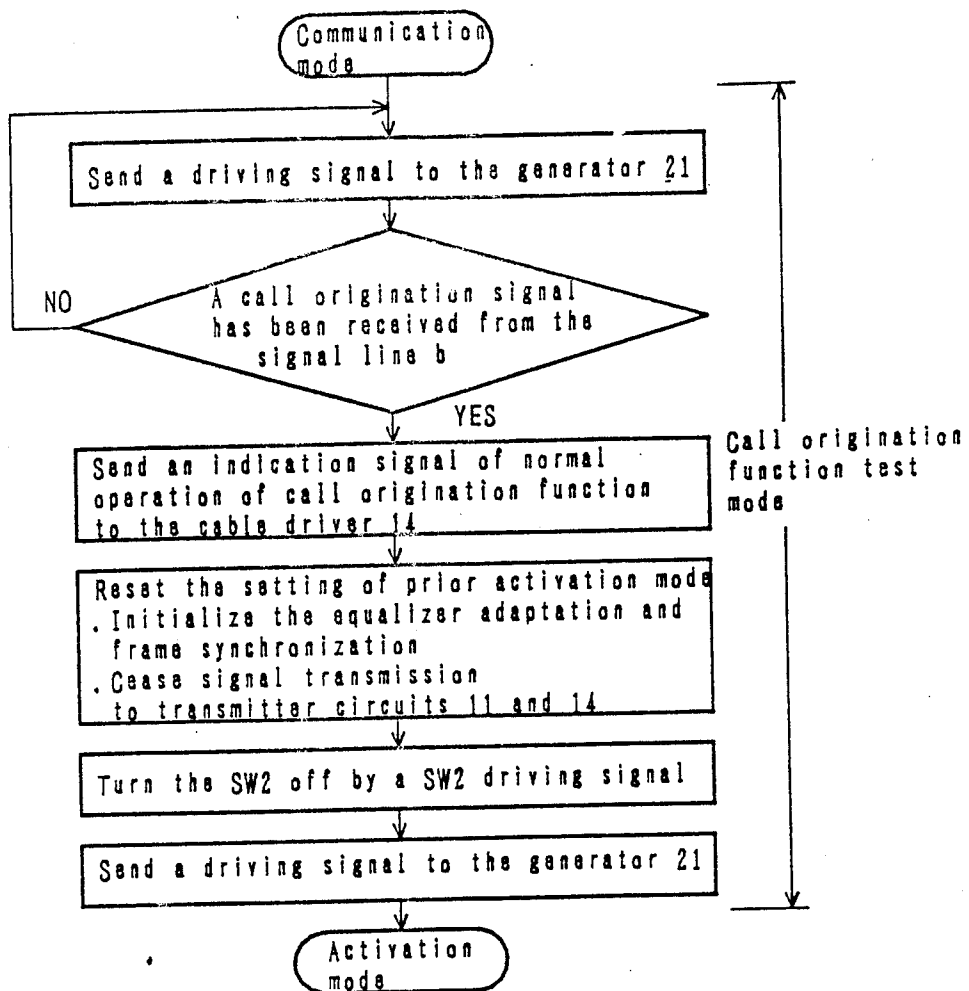 Communication
mode
Send a driving signal to the generator 21
NO
A call origination signal
has been received from the
signal line b
YES
Send an indication signal of normal
operation of call origination function
to the cable driver 14
Call origination
function test
mode
Reset the setting of prior activation mode
. Initialize the equalizer adaptation and
frame synchronization
. Cease signal transmission
to transmitter circuits 11 and 14
Turn the SW2 off by a SW2 driving signal
Send a driving signal to the generator 21
Activation
mode